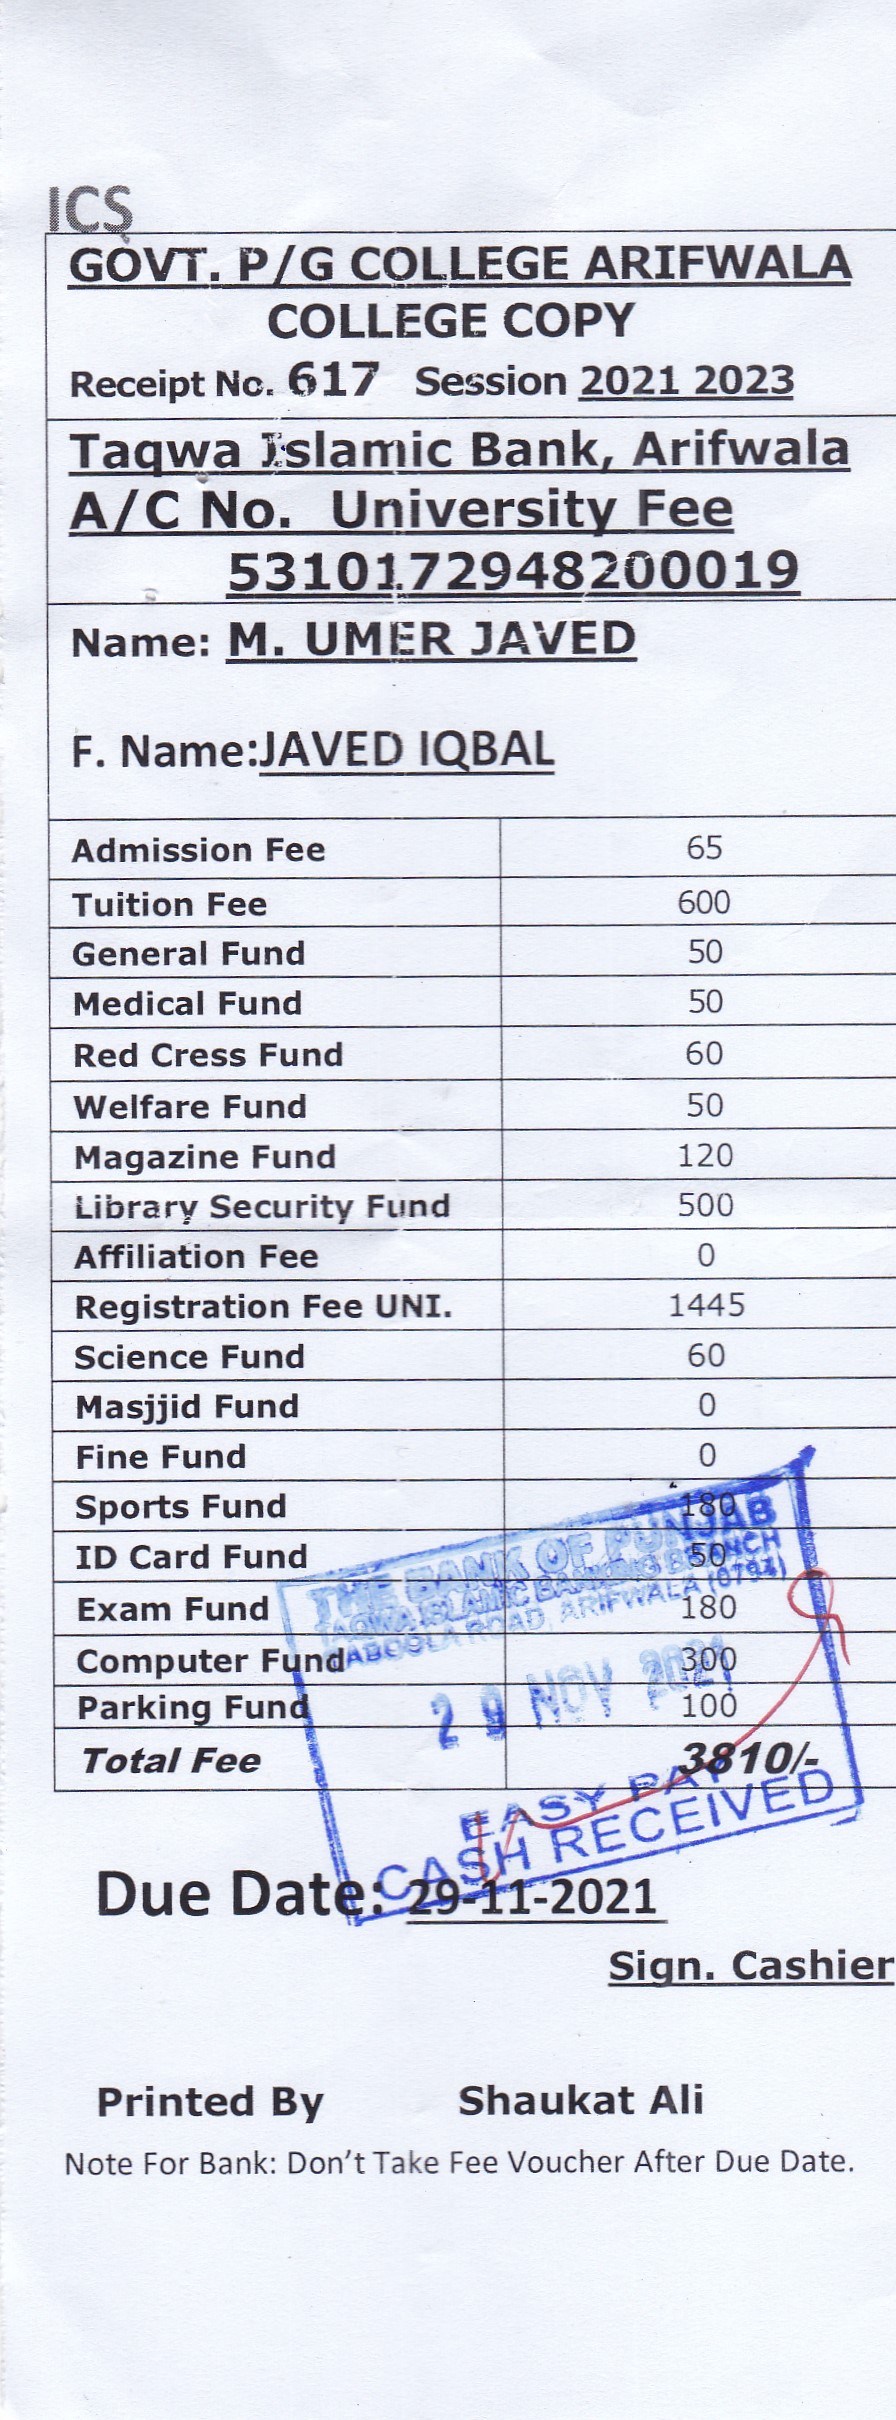 ICS
GOVT. P/G COLLEGE ARIFWALA
COLLEGE COPY
Receipt No. 617 Session 2021 2023
Taqwa Islamic Bank, Arifwala
A/C No. University Fee
5310172948200019
Name: M. UMER JAVED
F. Name:JAVED IQBAL
Admission Fee 65
Tuition Fee 600
General Fund 50
Medical Fund 50
Red Cress Fund 60
Welfare Fund 50
Magazine Fund 120
Library Security Fund 500
Affiliation Fee 0
Registration Fee UNI. 1445
Science Fund 60
Masjjid Fund 0
Fine Fund 0
Sports Fund 180
ID Card Fund 50
Exam Fund 180
Computer Fund 300
Parking Fund 100
Total Fee 3810/-
THE BANK OF PUNJAB
TAQWA ISLAMIC BANKING BRANCH
ROAD, ARIFWALA
29 NOV 2021
EASY PAY
CASH RECEIVED
Due Date: 29-11-2021
Sign. Cashier
Printed By Shaukat Ali
Note For Bank: Don't Take Fee Voucher After Due Date.